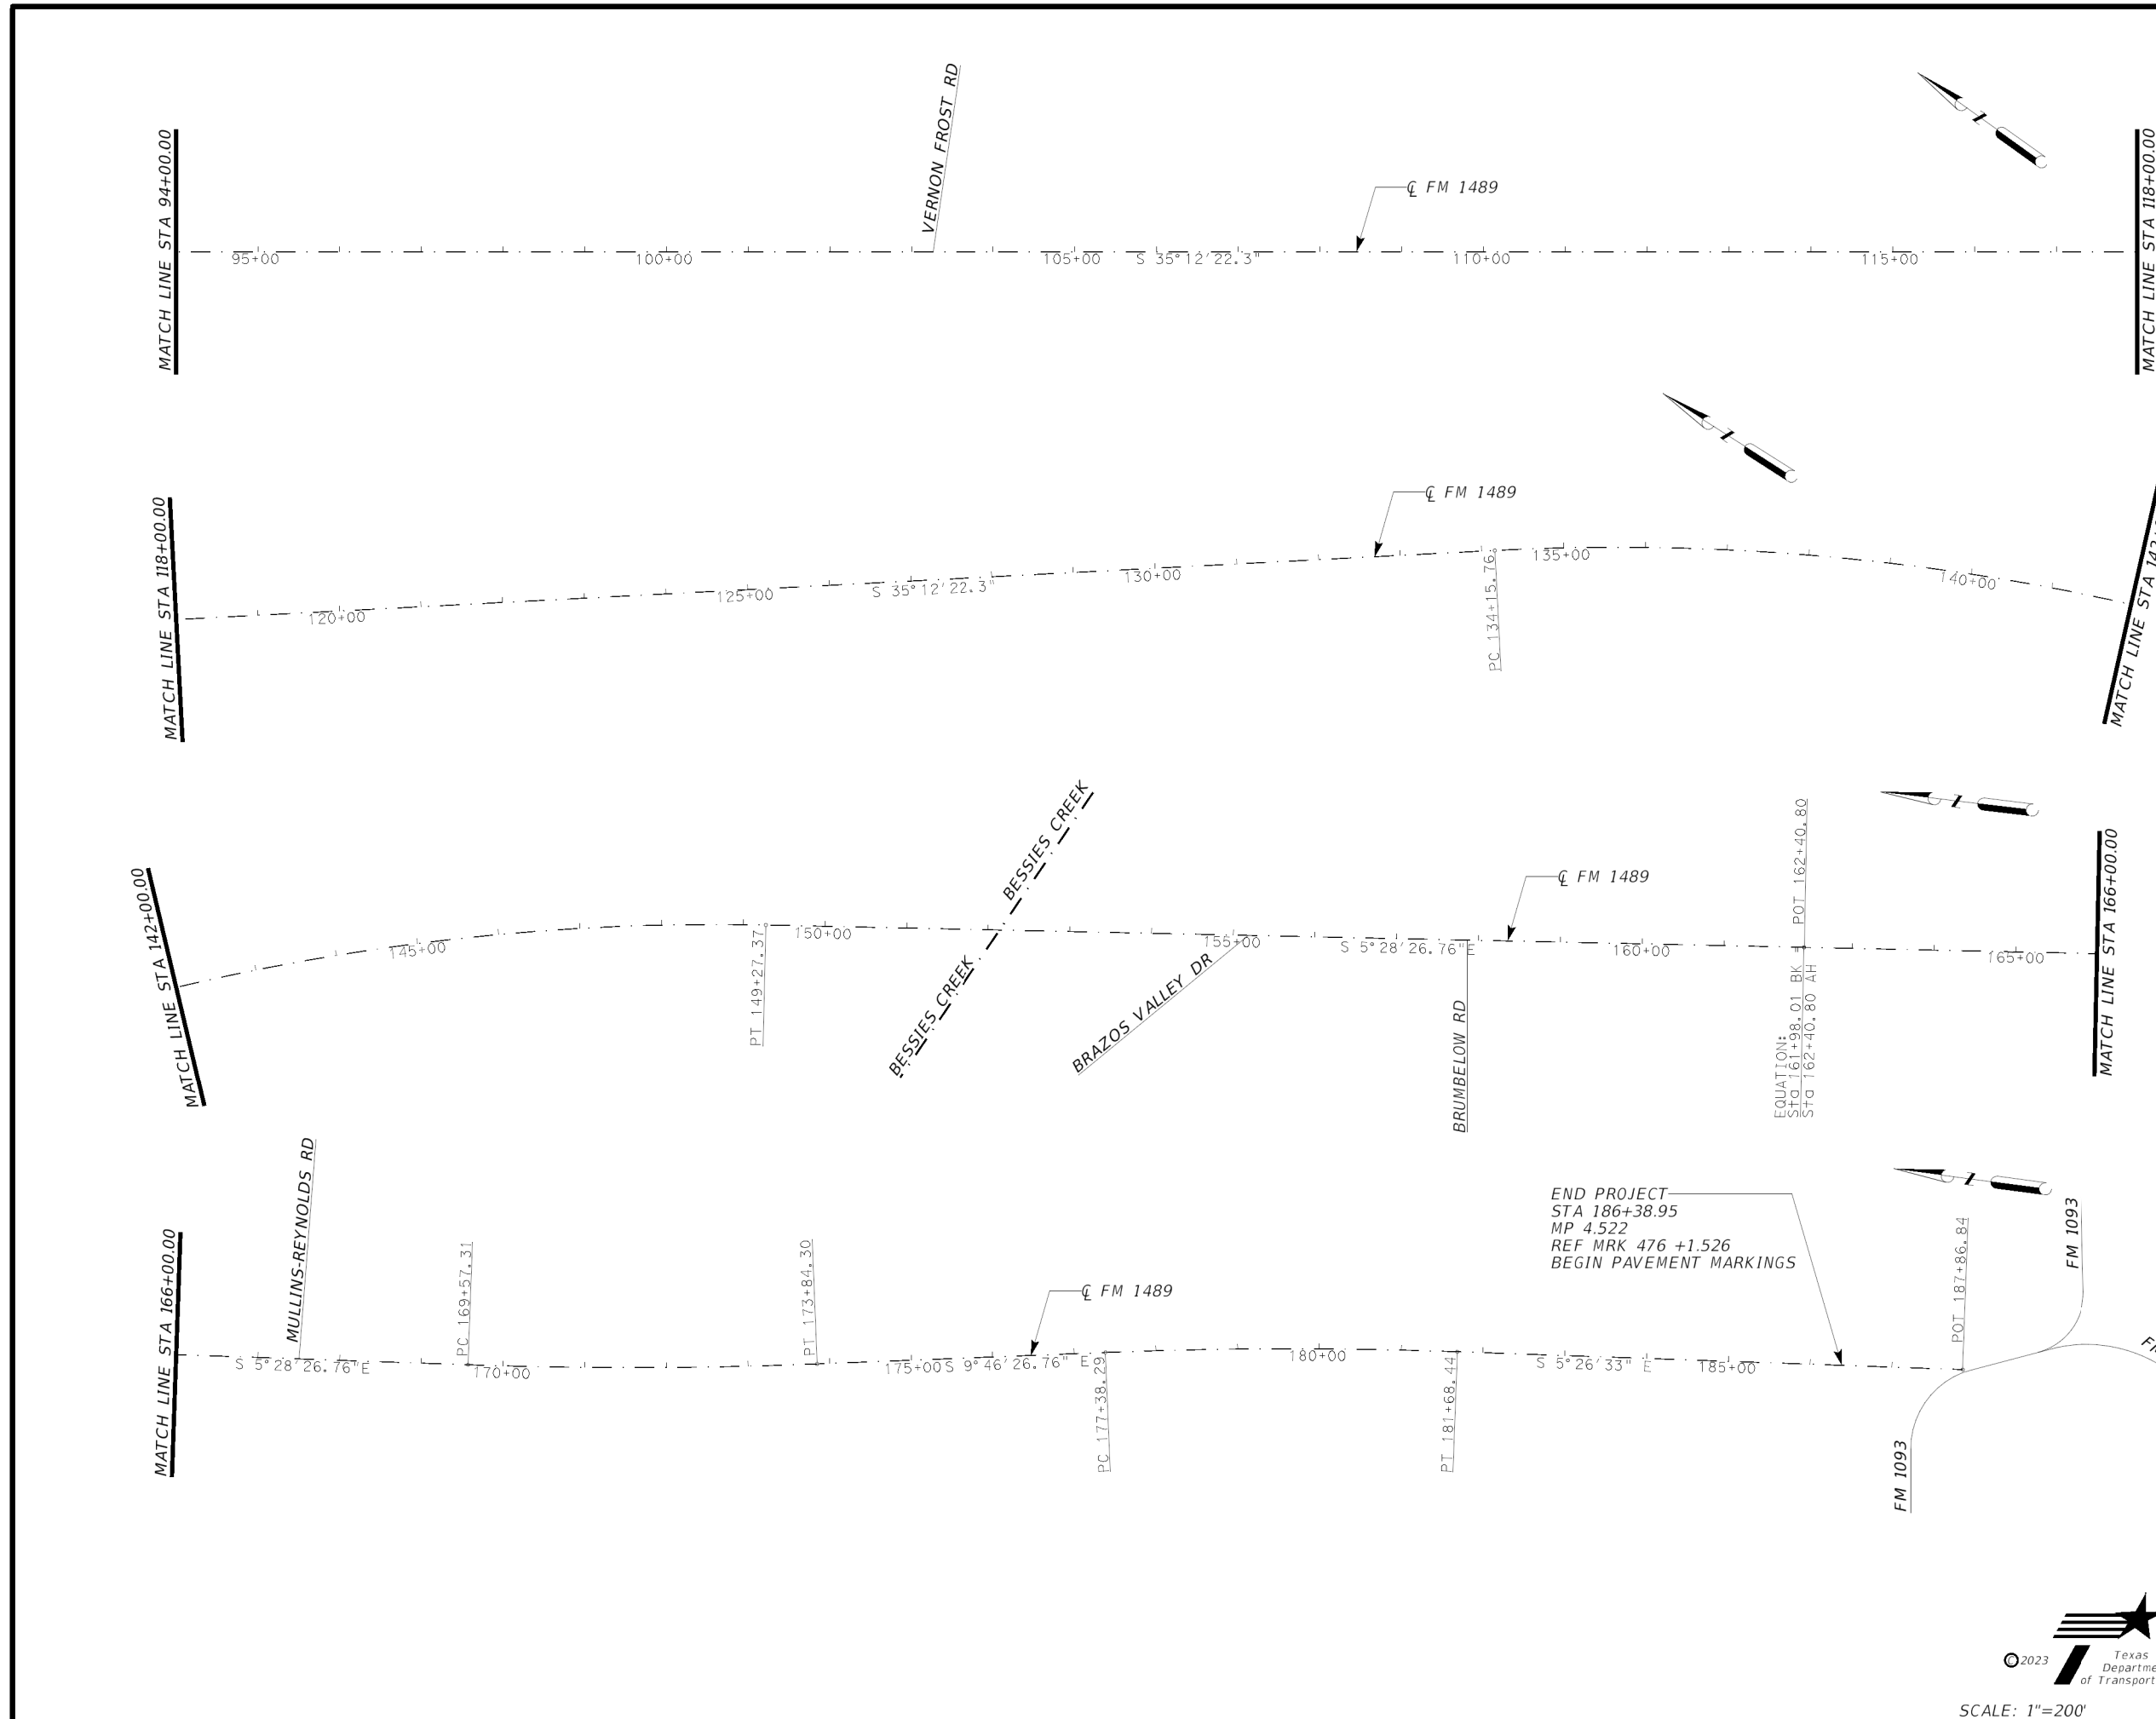 MATCH LINE STA 94+00.00
VERNON FROST RD
℄ FM 1489
MATCH LINE STA 118+00.00
95+00
100+00
105+00
S 35°12'22.3"
110+00
115+00
MATCH LINE STA 118+00.00
℄ FM 1489
120+00
125+00
S 35°12'22.3"
130+00
PC 134+15.76
135+00
140+00
MATCH LINE STA 142
MATCH LINE STA 142+00.00
145+00
PT 149+27.37
150+00
BESSIES CREEK
BESSIES CREEK
155+00
BRAZOS VALLEY DR
S 5°28'26.76"E
BRUMBELOW RD
℄ FM 1489
160+00
POT 162+40.80
EQUATION:
Sta 161+98.01 BK
Sta 162+40.80 AH
165+00
MATCH LINE STA 166+00.00
MATCH LINE STA 166+00.00
MULLINS-REYNOLDS RD
S 5°28'26.76"E
PC 169+57.31
170+00
PT 173+84.30
175+00
S 9°46'26.76" E
℄ FM 1489
PC 177+38.29
180+00
PT 181+68.44
S 5°26'33" E
185+00
END PROJECT
STA 186+38.95
MP 4.522
REF MRK 476 +1.526
BEGIN PAVEMENT MARKINGS
POT 187+86.84
FM 1093
FM 1093
©2023
Texas
Departme
of Transport
SCALE: 1"=200'